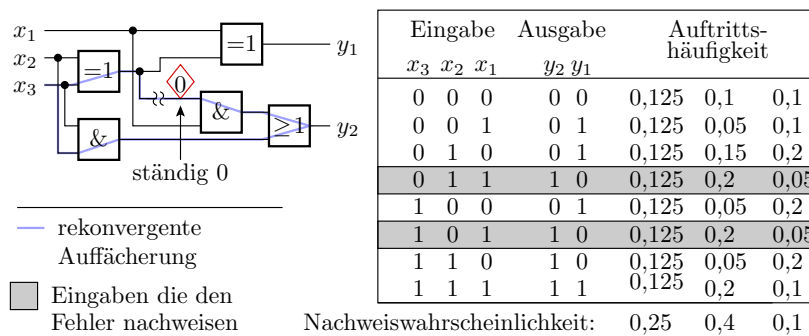 x1
x2
x3
=1
=1
y1
0
&
&
≥1
y2
ständig 0
rekonvergente
Auffächerung
Eingaben die den
Fehler nachweisen
Eingabe Ausgabe Auftritts-
häufigkeit
x3 x2 x1 y2 y1
0 0 0 0 0 0,125 0,1 0,1
0 0 1 0 1 0,125 0,05 0,1
0 1 0 0 1 0,125 0,15 0,2
0 1 1 1 0 0,125 0,2 0,05
1 0 0 0 1 0,125 0,05 0,2
1 0 1 1 0 0,125 0,2 0,05
1 1 0 1 0 0,125 0,05 0,2
1 1 1 1 1 0,125 0,2 0,1
Nachweiswahrscheinlichkeit: 0,25 0,4 0,1